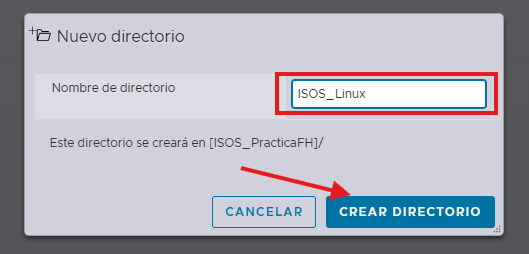 Nuevo directorio
Nombre de directorio
ISOS_Linux
Este directorio se creará en [ISOS_PracticaFH]/
CANCELAR
CREAR DIRECTORIO